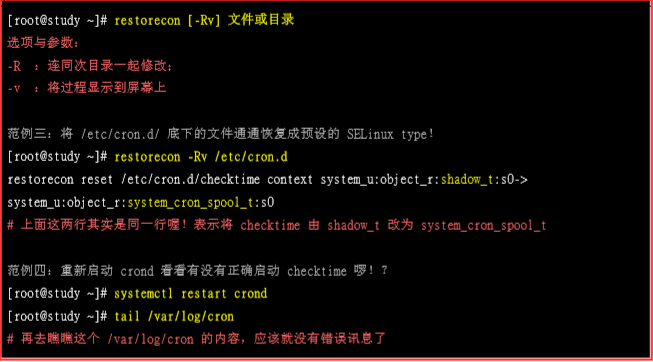 [root@study ~]# restorecon [-Rv] 文件或目录
选项与参数：
-R ：连同次目录一起修改；
-v ：将过程显示到屏幕上
范例三：将 /etc/cron.d/ 底下的文件通通恢复成预设的 SELinux type！
[root@study ~]# restorecon -Rv /etc/cron.d
restorecon reset /etc/cron.d/checktime context system_u:object_r:shadow_t:s0->
system_u:object_r:system_cron_spool_t:s0
# 上面这两行其实是同一行喔！表示将 checktime 由 shadow_t 改为 system_cron_spool_t
范例四：重新启动 crond 看看有没有正确启动 checktime 啰！？
[root@study ~]# systemctl restart crond
[root@study ~]# tail /var/log/cron
# 再去瞧瞧这个 /var/log/cron 的内容，应该就没有错误讯息了